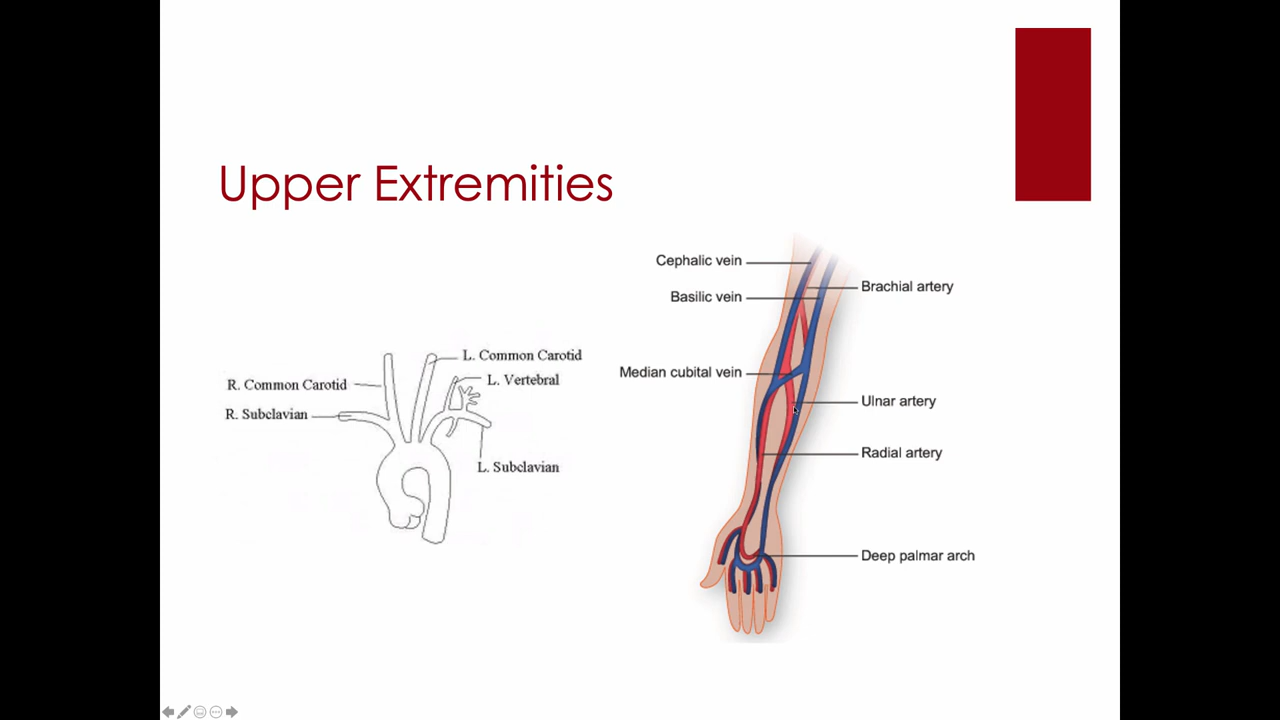 Upper Extremities
L. Common Carotid
L. Vertebral
R. Common Carotid
R. Subclavian
L. Subclavian
Cephalic vein
Basilic vein
Median cubital vein
Brachial artery
Ulnar artery
Radial artery
Deep palmar arch